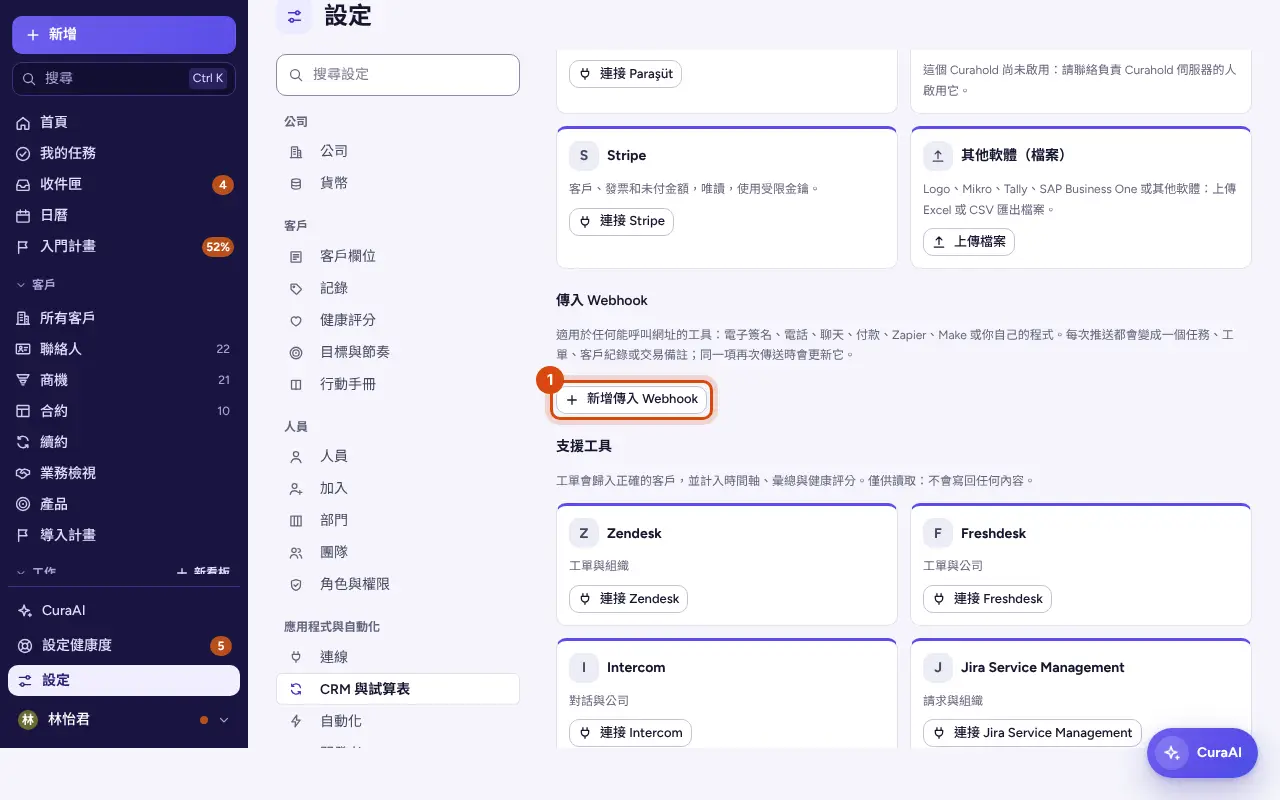 新增
搜尋
Ctrl K
首頁
我的任務
收件匣
4
日曆
入門計畫
52%
客戶
所有客戶
聯絡人
22
商機
21
合約
10
續約
業務檢視
產品
導入計畫
工作
新看板
CuraAI
設定健康度
5
設定
林
林怡君
設定
搜尋設定
公司
公司
貨幣
客戶
客戶欄位
記錄
健康評分
目標與節奏
行動手冊
人員
人員
加入
部門
團隊
角色與權限
應用程式與自動化
連線
CRM 與試算表
自動化
連接 Paraşüt
這個 Curahold 尚未啟用：請聯絡負責 Curahold 伺服器的人
啟用它。
S
Stripe
客戶、發票和未付金額，唯讀，使用受限金鑰。
連接 Stripe
其他軟體（檔案）
Logo、Mikro、Tally、SAP Business One 或其他軟體：上傳
Excel 或 CSV 匯出檔案。
上傳檔案
傳入 Webhook
適用於任何能呼叫網址的工具：電子簽名、電話、聊天、付款、Zapier、Make 或你自己的程式。每次推送都會變成一個任務、工
單、客戶紀錄或交易備註；同一項再次傳送時會更新它。
1
新增傳入 Webhook
支援工具
工單會歸入正確的客戶，並計入時間軸、彙總與健康評分。僅供讀取：不會寫回任何內容。
Z
Zendesk
工單與組織
連接 Zendesk
F
Freshdesk
工單與公司
連接 Freshdesk
I
Intercom
對話與公司
連接 Intercom
J
Jira Service Management
請求與組織
連接 Jira Service Management
CuraAI